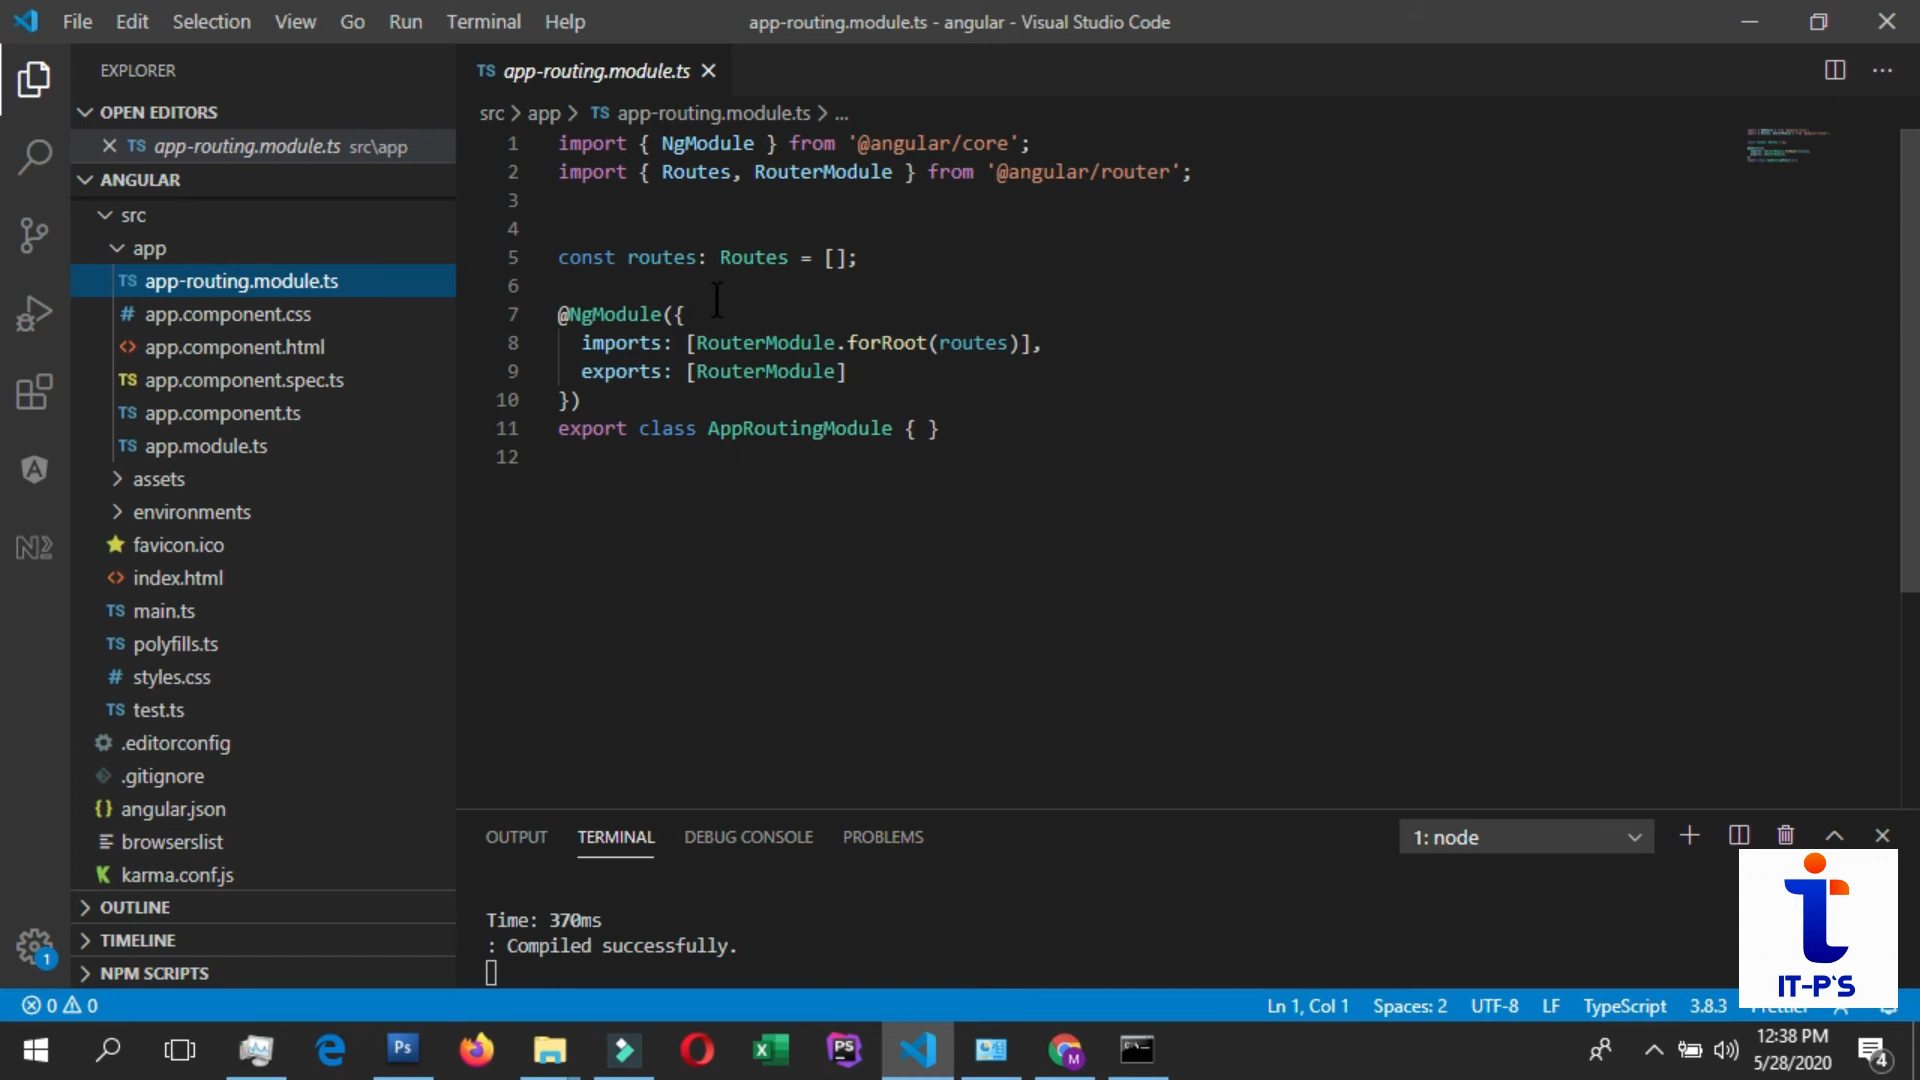 File Edit Selection View Go Run Terminal Help
app-routing.module.ts - angular - Visual Studio Code
EXPLORER
OPEN EDITORS
TS app-routing.module.ts src\app
ANGULAR
src
app
TS app-routing.module.ts
# app.component.css
<> app.component.html
TS app.component.spec.ts
TS app.component.ts
TS app.module.ts
assets
environments
favicon.ico
<> index.html
TS main.ts
TS polyfills.ts
# styles.css
TS test.ts
.editorconfig
.gitignore
{} angular.json
browserslist
karma.conf.js
OUTLINE
TIMELINE
NPM SCRIPTS
TS app-routing.module.ts
src > app > TS app-routing.module.ts > ...
1 import { NgModule } from '@angular/core';
2 import { Routes, RouterModule } from '@angular/router';
3
4
5 const routes: Routes = [];
6
7 @NgModule({
8 imports: [RouterModule.forRoot(routes)],
9 exports: [RouterModule]
10 })
11 export class AppRoutingModule { }
12
OUTPUT TERMINAL DEBUG CONSOLE PROBLEMS
1: node
Time: 370ms
: Compiled successfully.
IT-P'S
1
0 0
Ln 1, Col 1 Spaces: 2 UTF-8 LF TypeScript 3.8.3
Ps
PS
M
12:38 PM
5/28/2020
4